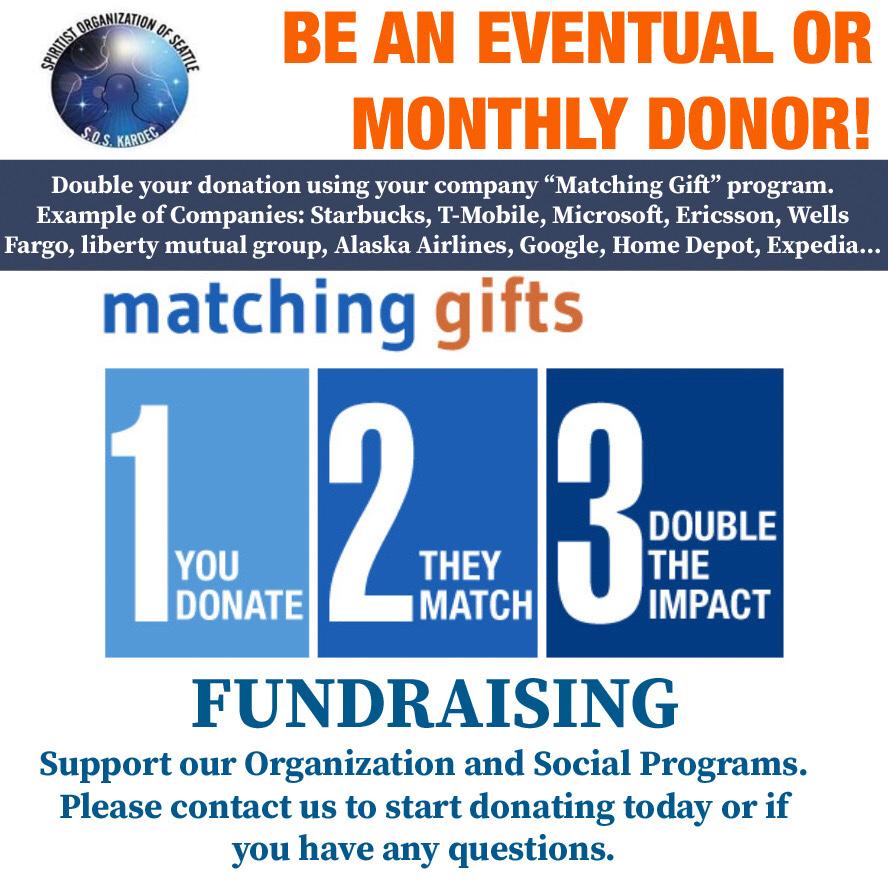 SPIRITIST ORGANIZATION OF SEATTLE
S.O.S. KARDEC
BE AN EVENTUAL OR
MONTHLY DONOR!
Double your donation using your company “Matching Gift” program.
Example of Companies: Starbucks, T-Mobile, Microsoft, Ericsson, Wells
Fargo, liberty mutual group, Alaska Airlines, Google, Home Depot, Expedia...
matching gifts
1
YOU
DONATE
2
THEY
MATCH
3
DOUBLE
THE
IMPACT
FUNDRAISING
Support our Organization and Social Programs.
Please contact us to start donating today or if
you have any questions.